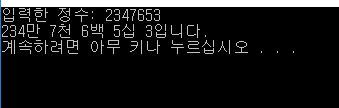 입력한 정수: 2347653
234만 7천 6백 5십 3입니다.
계속하려면 아무 키나 누르십시오 . . .